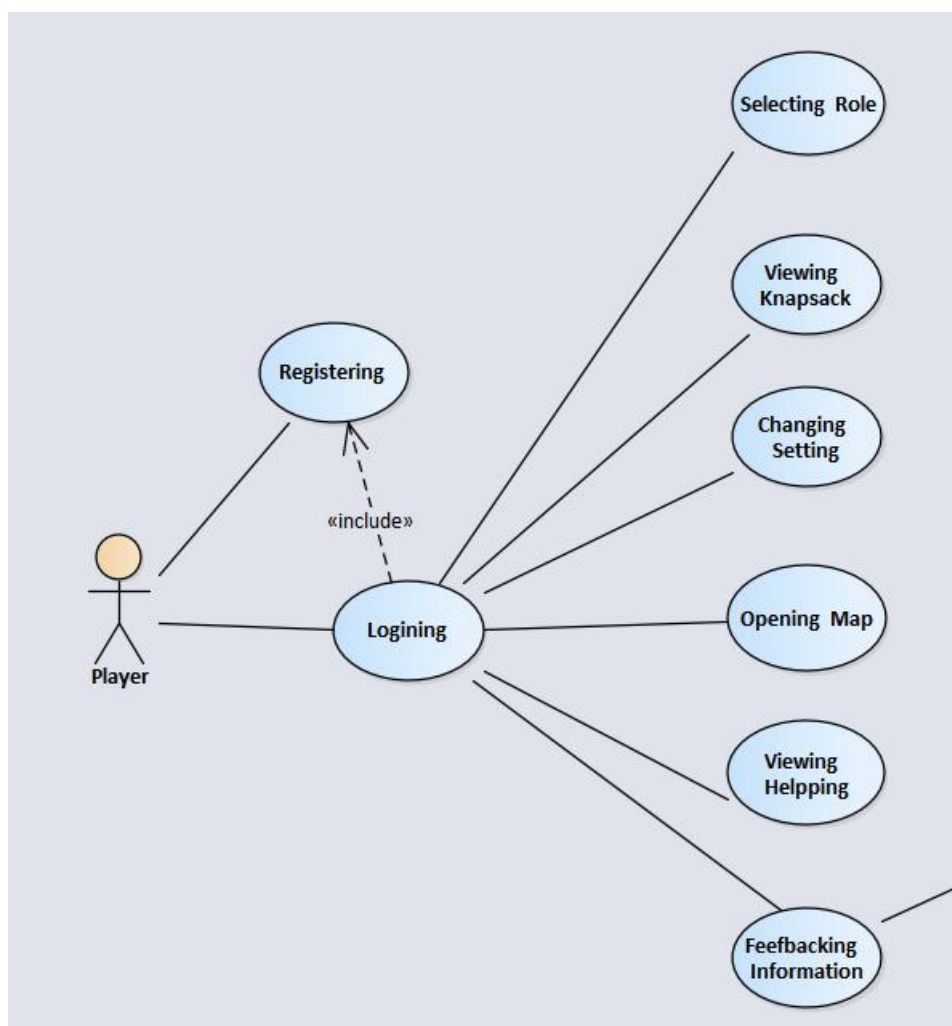 Selecting Role
Viewing
Knapsack
Registering
Changing
Setting
«include»
Logining
Opening Map
Player
Viewing
Helpping
Feefbacking
Information